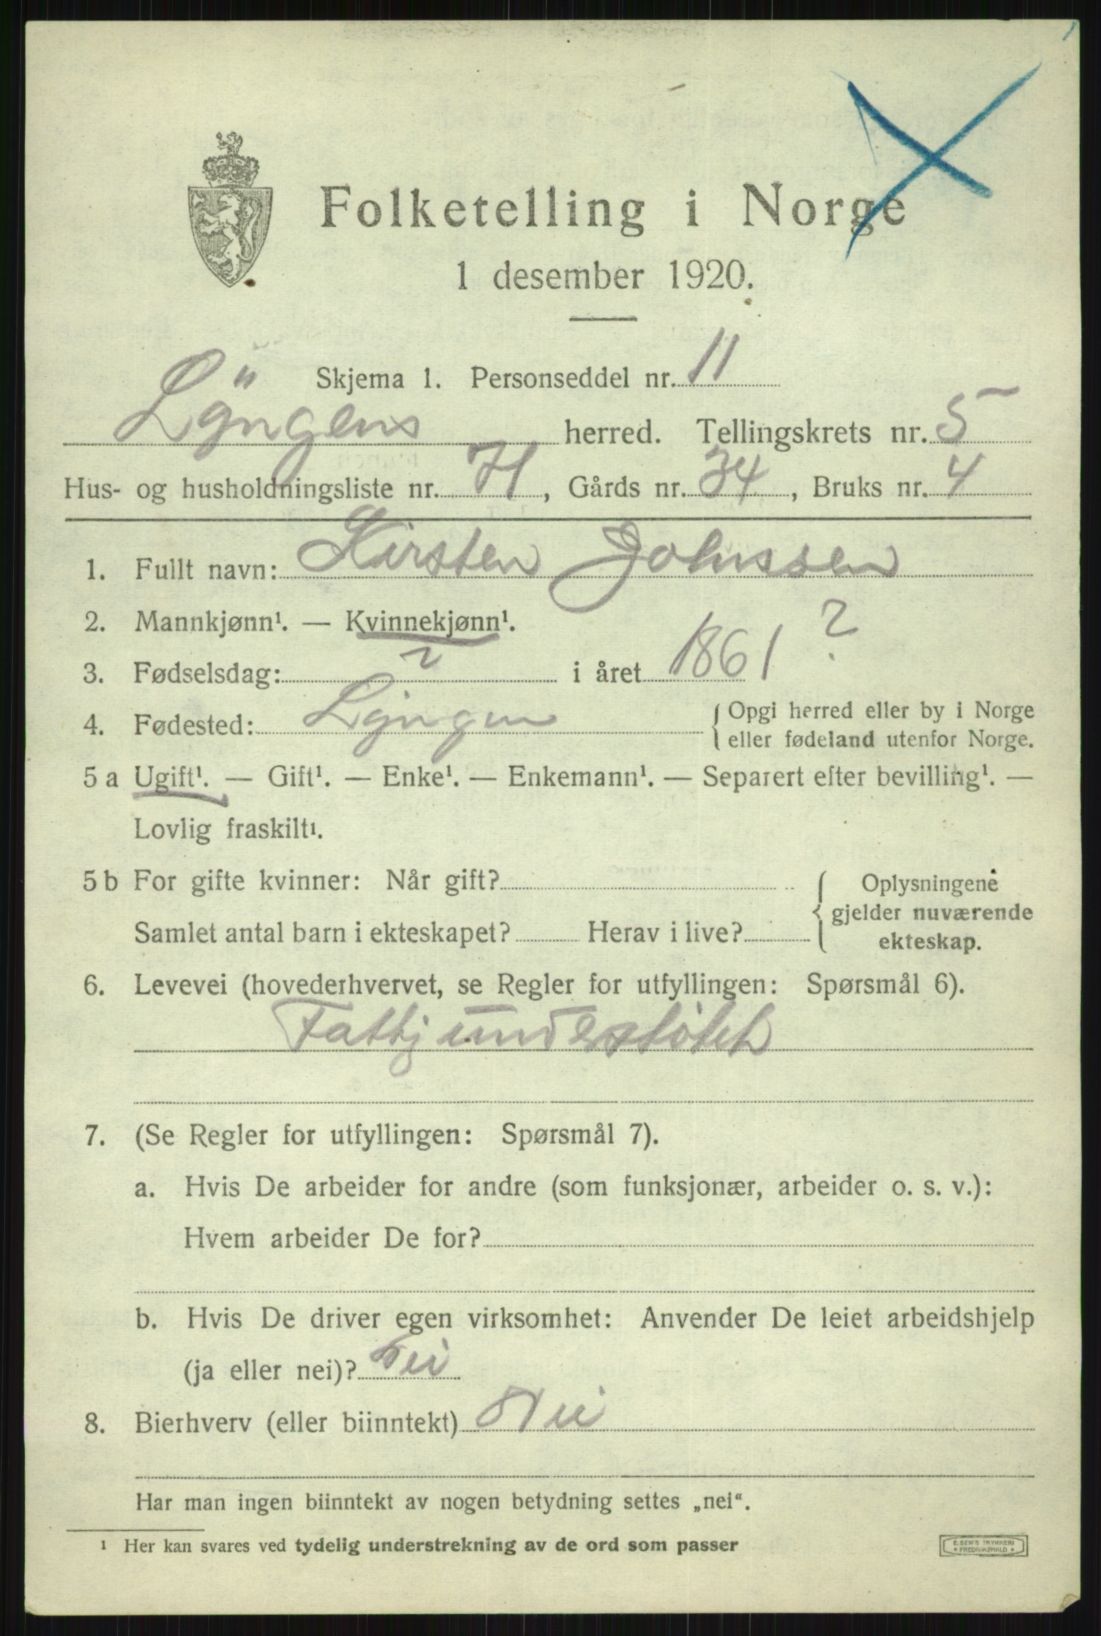 Folketelling i Norge
1 desember 1920.
Skjema 1. Personseddel nr. 11
Lÿngens herred. Tellingskrets nr. 5
Hus- og husholdningsliste nr. 71, Gårds nr. 34, Bruks nr. 4
1. Fullt navn: Kirsten Johnssen
2. Mannkjønn¹. — Kvinnekjønn¹.
3. Fødselsdag: ? i året 1861 ?
4. Fødested: Lyngen { Opgi herred eller by i Norge
eller fødeland utenfor Norge.
5 a Ugift¹. — Gift¹. — Enke¹. — Enkemann¹. — Separert efter bevilling¹. —
Lovlig fraskilt¹.
5 b For gifte kvinner: Når gift? { Oplysningene
gjelder nuværende
Samlet antal barn i ekteskapet? Herav i live?
ekteskap.
6. Levevei (hovederhvervet, se Regler for utfyllingen: Spørsmål 6).
Fattigunderstøtet
7. (Se Regler for utfyllingen: Spørsmål 7).
a. Hvis De arbeider for andre (som funksjonær, arbeider o. s. v.):
Hvem arbeider De for?
b. Hvis De driver egen virksomhet: Anvender De leiet arbeidshjelp
(ja eller nei)? Nei
8. Bierhverv (eller biinntekt) Nei
Har man ingen biinntekt av nogen betydning settes „nei“.
¹ Her kan svares ved tydelig understrekning av de ord som passer
E. SEM'S TRYKKERI
• FREDRIKSHALD •